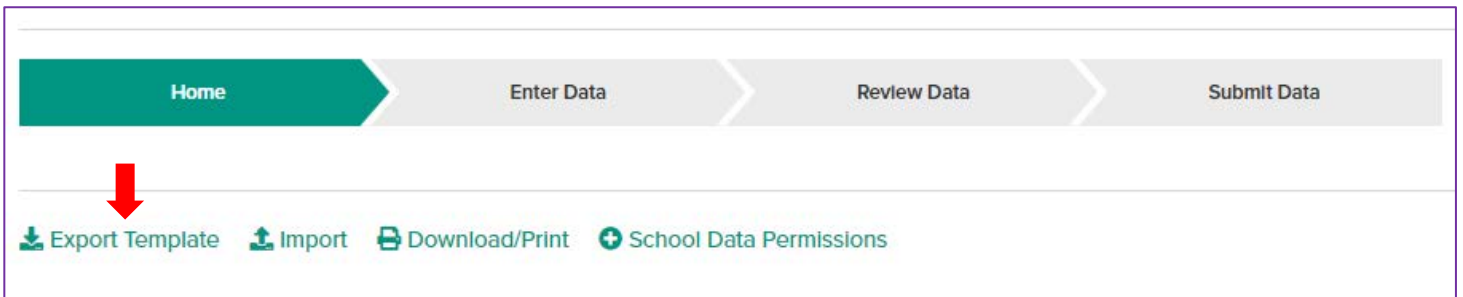 Home Enter Data Review Data Submit Data
Export Template Import Download/Print School Data Permissions